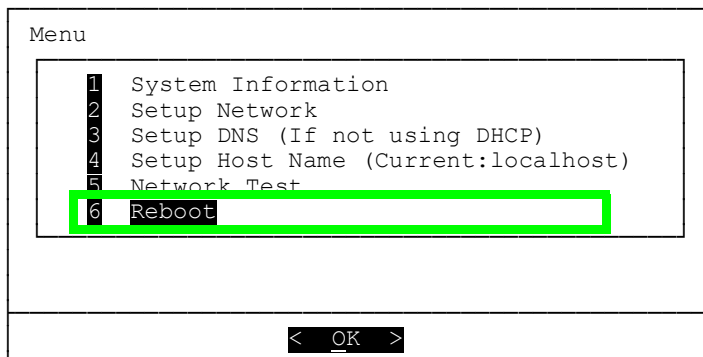 Menu
1 System Information
2 Setup Network
3 Setup DNS (If not using DHCP)
4 Setup Host Name (Current:localhost)
5 Network Test
6 Reboot
< OK >